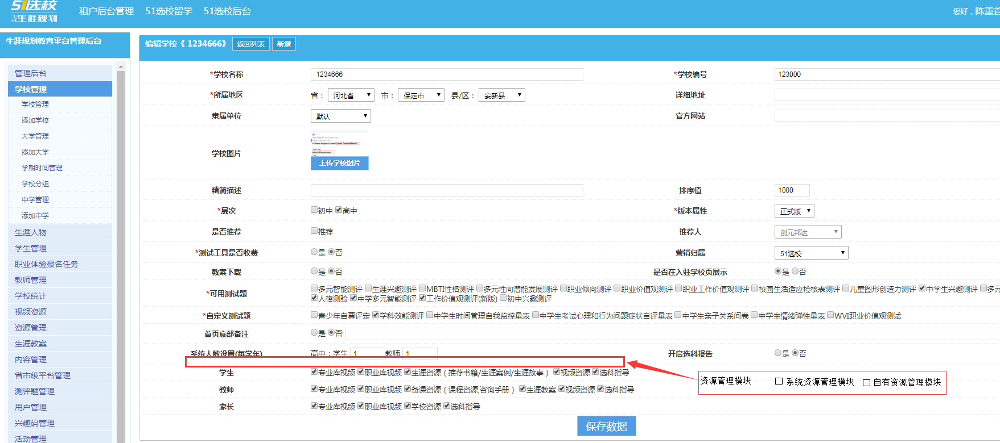 51选校
生涯规划
租户后台管理 51选校留学 51选校后台
您好，陈重首
生涯规划教育平台管理后台
管理后台
学校管理
学校管理
添加学校
大学管理
添加大学
学期时间管理
学校分组
中学管理
添加中学
生涯人物
学生管理
职业体验报名任务
教师管理
学校统计
视频资源
资源管理
生涯教案
内容管理
省市级平台管理
测评题管理
用户管理
兴趣码管理
活动管理
编辑学校《 1234666》 返回列表 新增
*学校名称 1234666 *学校编号 123000
*所属地区 省： 河北省 市： 保定市 县/区： 安新县 详细地址
隶属单位 默认 官方网站
学校图片
上传学校图片
精简描述 排序值 1000
*层次 初中 高中 *版本属性 正式版
是否推荐 推荐 推荐人 创元邦达
*测试工具是否收费 是 否 营销归属 51选校
教案下载 是 否 是否在入驻学校页展示 是 否
*可用测试题 多元智能测评 生涯兴趣测评 MBTI性格测评 多元性向潜能发展测评 职业倾向测评 职业价值观测评 职业工作价值观测评 校园生活适应检核表测评 儿童图形创造力测评 中学生兴趣测评 多元
人格测验 中学多元智能测评 工作价值观测评(新版) 初中兴趣测评
*自定义测试题 青少年自尊评定 学科效能测评 中学生时间管理自我监控量表 中学生考试心理和行为问题症状自评量表 中学生亲子关系问卷 中学生情绪弹性量表 WVI职业价值观测试
首页底部备注 是 否
系统人数设置(每学年) 高中：学生 1 教师 1 开启选科报告 是 否
学生 专业库视频 职业库视频 生涯资源（推荐书籍/生涯案例/生涯故事） 视频资源 选科指导
资源管理模块 系统资源管理模块 自有资源管理模块
教师 专业库视频 职业库视频 备课资源（课程资源,咨询手册） 生涯教案 视频资源 选科指导
家长 专业库视频 职业库视频 学校资源 选科指导
保存数据